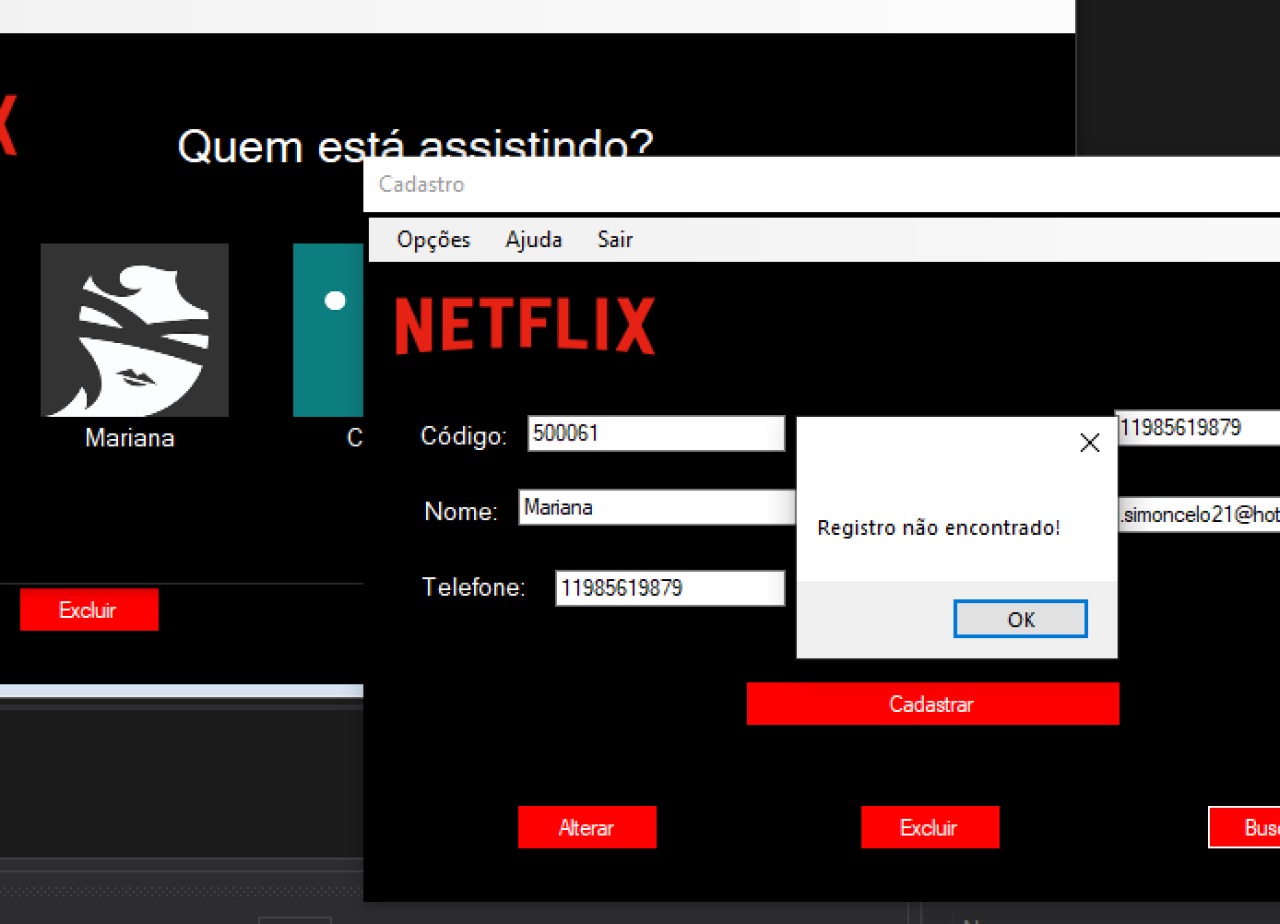 Quem está assistindo?
Cadastro
Opções Ajuda Sair
NETFLIX
Mariana
Código: 500061
11985619879
Nome: Mariana
.simoncelo21@hot
Registro não encontrado!
Telefone: 11985619879
OK
Excluir
Cadastrar
Alterar
Excluir